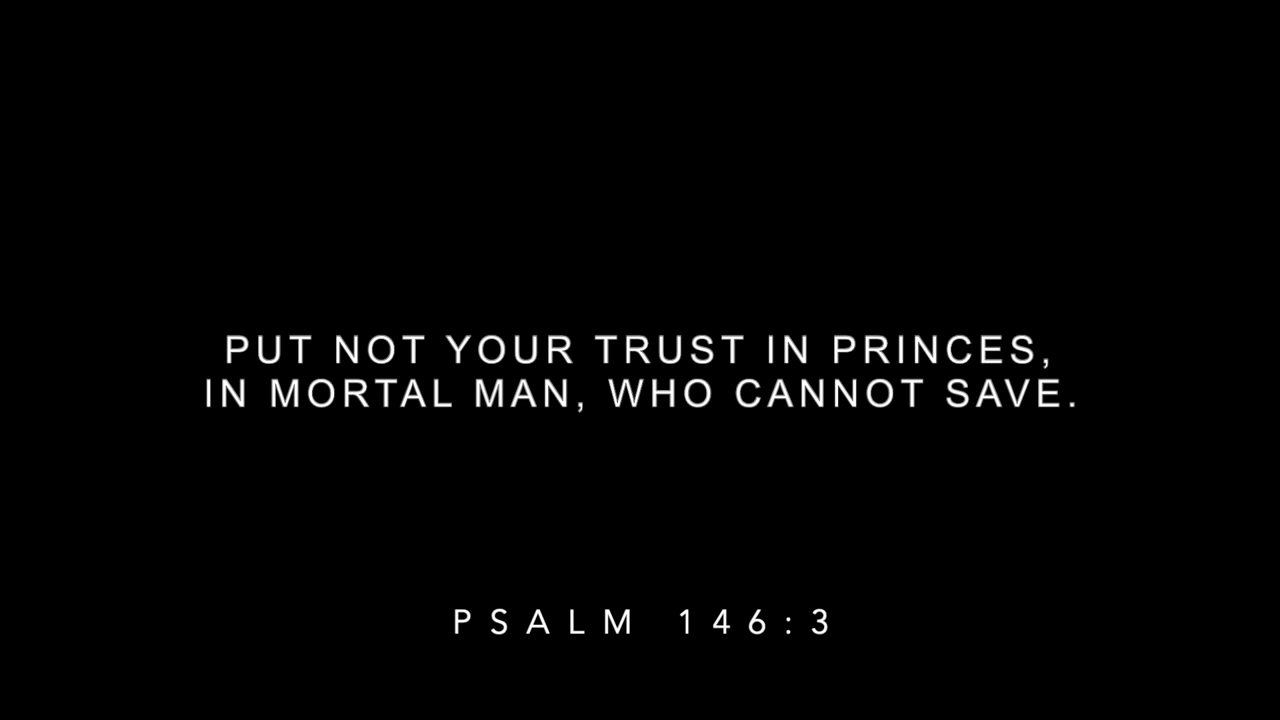 PUT NOT YOUR TRUST IN PRINCES,
IN MORTAL MAN, WHO CANNOT SAVE.
PSALM 146:3